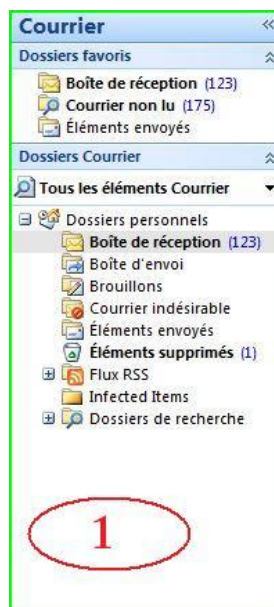 Courrier
Dossiers favoris
Boîte de réception (123)
Courrier non lu (175)
Éléments envoyés
Dossiers Courrier
Tous les éléments Courrier
Dossiers personnels
Boîte de réception (123)
Boîte d'envoi
Brouillons
Courrier indésirable
Éléments envoyés
Éléments supprimés (1)
Flux RSS
Infected Items
Dossiers de recherche
1